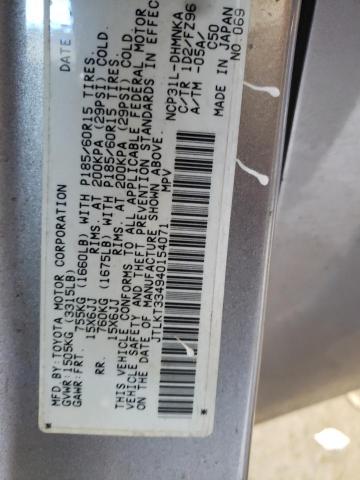 MFD.BY:TOYOTA MOTOR CORPORATION DATE
GVWR:1505KG (3315LB)
GAWR:FRT. 755KG (1660LB) WITH P185/60R15 TIRES.
15X6JJ RIMS. AT 200KPA (29PSI) COLD.
RR. 760KG (1675LB) WITH P185/60R15 TIRES.
15X6JJ RIMS. AT 200KPA (29PSI) COLD.
THIS VEHICLE CONFORMS TO ALL APPLICABLE FEDERAL MOTOR
VEHICLE SAFETY AND THEFT PREVENTION STANDARDS IN EFFECT
ON THE DATE OF MANUFACTURE SHOWN ABOVE.
JTLKT334940154071 NCP31L-DHMNKA
MPV C/TR 1D2/FZ96
A/TM -05A/
C50
MADE IN JAPAN
NO.069